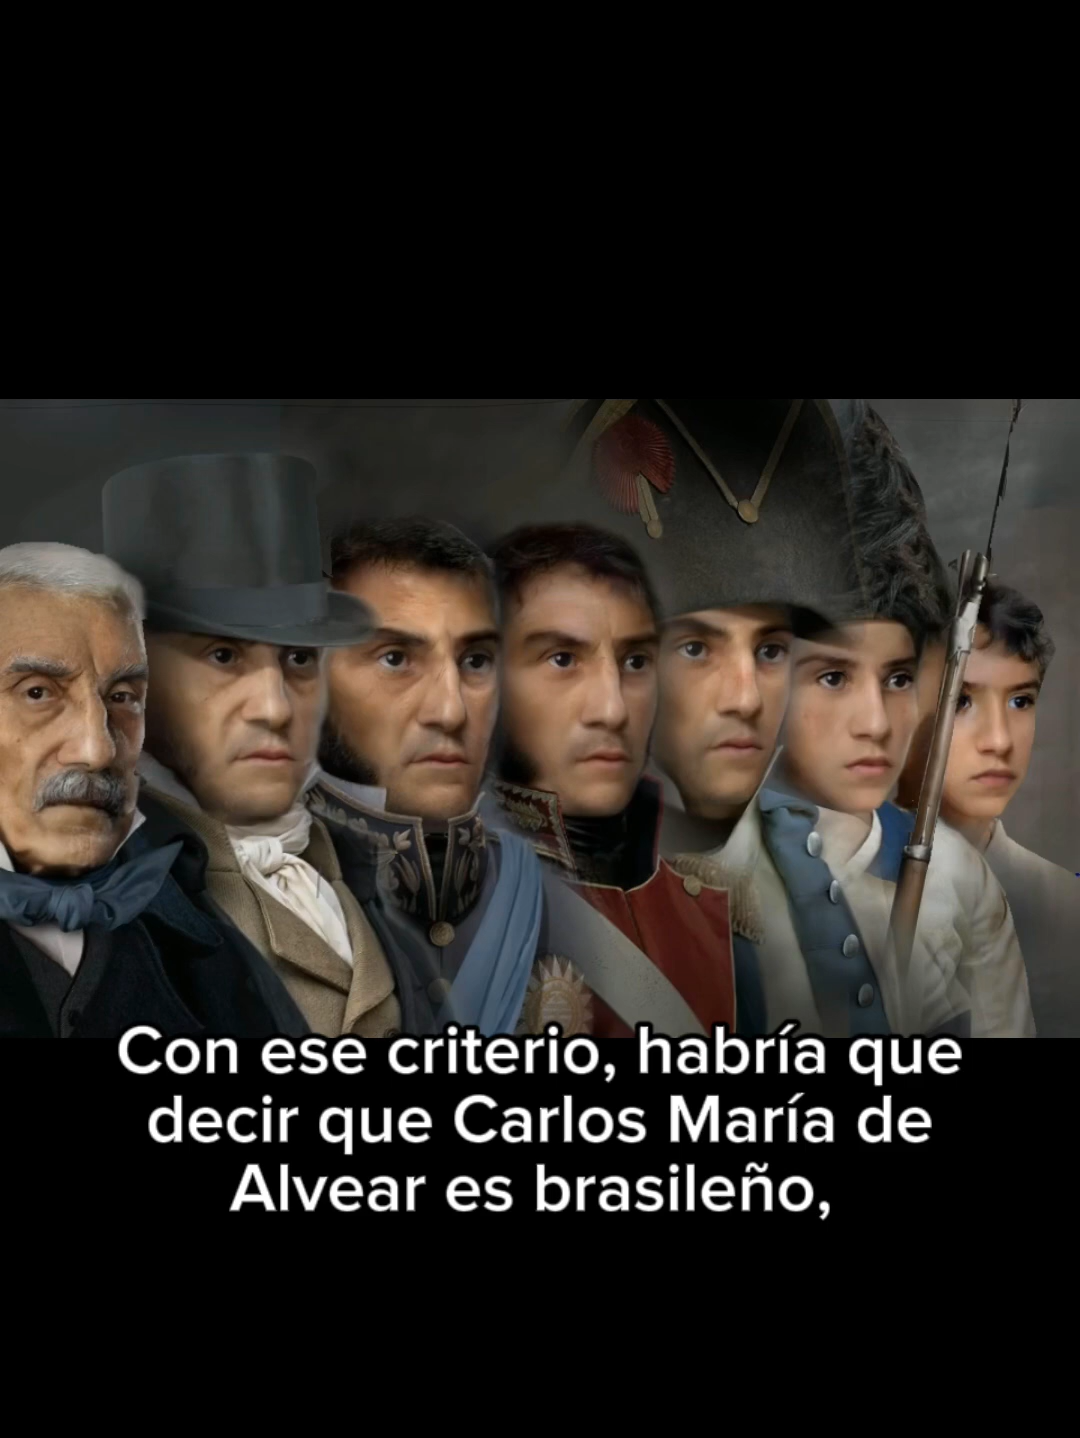 Con ese criterio, habría que
decir que Carlos María de
Alvear es brasileño,